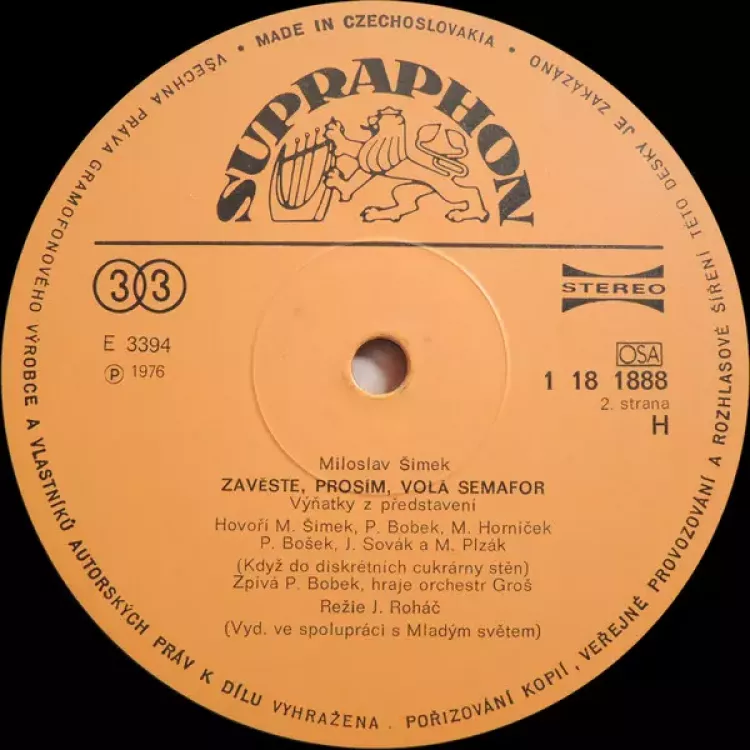 VŠECHNA PRÁVA GRAMOFONOVÉHO VÝROBCE A VLASTNÍKŮ AUTORSKÝCH PRÁV K DÍLU VYHRAŽENA. POŘIZOVÁNÍ KOPIÍ, VEŘEJNÉ PROVOZOVÁNÍ A ROZHLASOVÉ ŠÍŘENÍ TÉTO DESKY JE ZAKÁZÁNO
• MADE IN CZECHOSLOVAKIA •
SUPRAPHON
33
STEREO
E 3394
Ⓟ 1976
OSA
1 18 1888
2. strana
H
Miloslav Šimek
ZAVĚSTE, PROSÍM, VOLÁ SEMAFOR
Výňatky z představení
Hovoří M. Šimek, P. Bobek, M. Horníček
P. Bošek, J. Sovák a M. Plzák
(Když do diskrétních cukrárny stěn)
Zpívá P. Bobek, hraje orchestr Groš
Režie J. Roháč
(Vyd. ve spolupráci s Mladým světem)